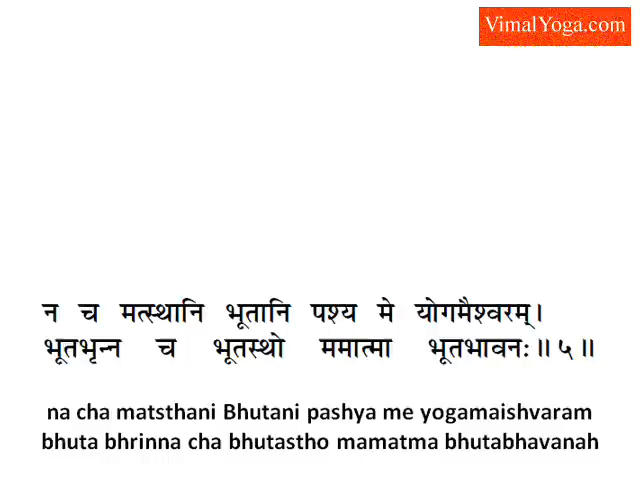 VimalYoga.com
न च मत्स्थानि भूतानि पश्य मे योगमैश्वरम्।
भूतभृन्न च भूतस्थो ममात्मा भूतभावनः॥ ५॥
na cha matsthani Bhutani pashya me yogamaishvaram
bhuta bhrinna cha bhutastho mamatma bhutabhavanah